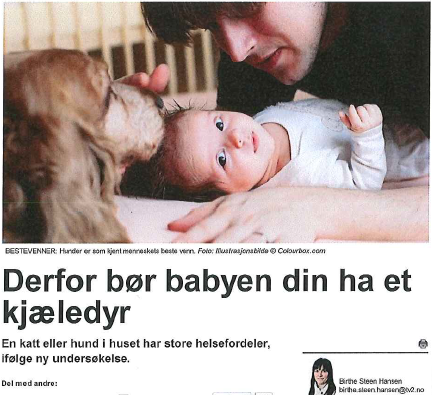 BESTEVENNER: Hunder er som kjent menneskets beste venn. Foto: Illustrasjonsbilde © Colourbox.com
Derfor bør babyen din ha et
kjæledyr
En katt eller hund i huset har store helsefordeler,
ifølge ny undersøkelse.
Del med andre:
Birthe Steen Hansen
birthe.steen.hansen@tv2.no